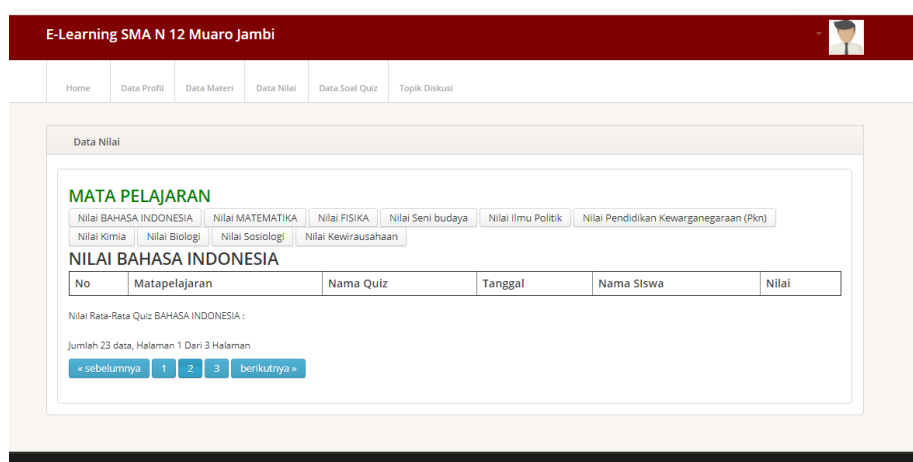 E-Learning SMA N 12 Muaro Jambi
Home Data Profil Data Materi Data Nilai Data Soal Quiz Topik Diskusi
Data Nilai
MATA PELAJARAN
Nilai BAHASA INDONESIA Nilai MATEMATIKA Nilai FISIKA Nilai Seni budaya Nilai Ilmu Politik Nilai Pendidikan Kewarganegaraan (Pkn)
Nilai Kimia Nilai Biologi Nilai Sosiologi Nilai Kewirausahaan
NILAI BAHASA INDONESIA
No Matapelajaran Nama Quiz Tanggal Nama SIswa Nilai
Nilai Rata-Rata Quiz BAHASA INDONESIA :
Jumlah 23 data, Halaman 1 Dari 3 Halaman
« sebelumnya 1 2 3 berikutnya »